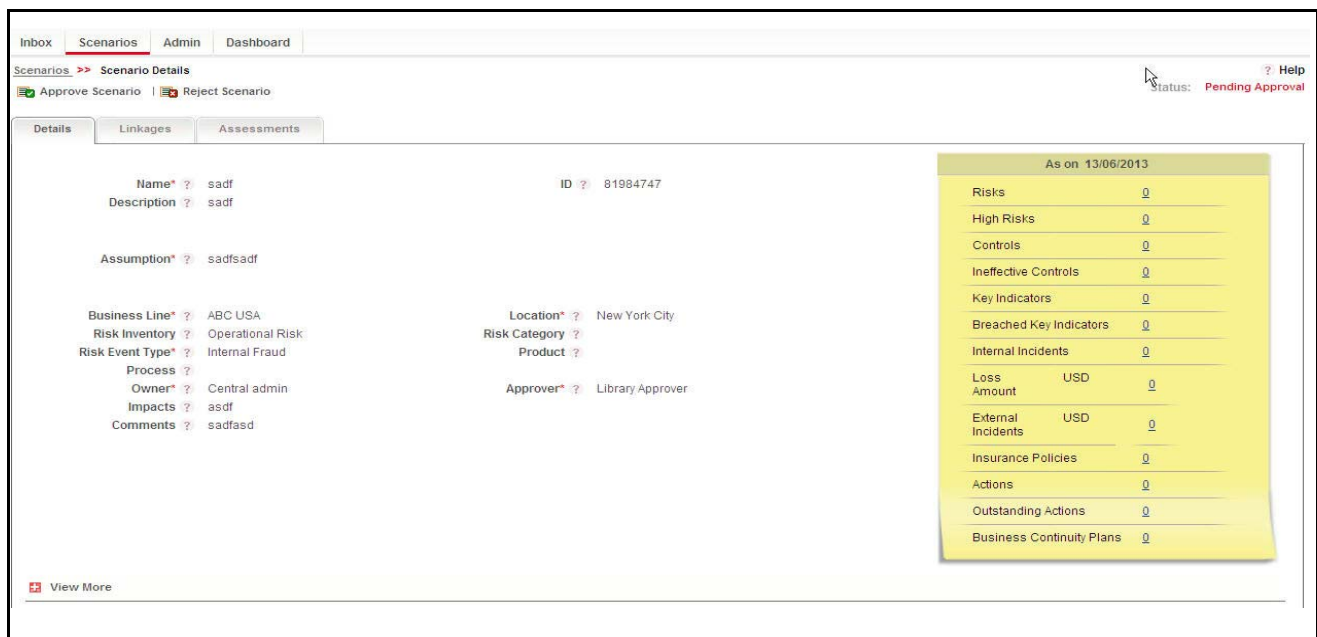 Inbox Scenarios Admin Dashboard
Scenarios >> Scenario Details
? Help
Approve Scenario | Reject Scenario
Status: Pending Approval
Details Linkages Assessments
Name* ? sadf
ID ? 81984747
Description ? sadf
Assumption* ? sadfsadf
Business Line* ? ABC USA
Location* ? New York City
Risk Inventory ? Operational Risk
Risk Category ?
Risk Event Type* ? Internal Fraud
Product ?
Process ?
Owner* ? Central admin
Approver* ? Library Approver
Impacts ? asdf
Comments ? sadfasd
As on 13/06/2013
Risks 0
High Risks 0
Controls 0
Ineffective Controls 0
Key Indicators 0
Breached Key Indicators 0
Internal Incidents 0
Loss Amount USD 0
External Incidents USD 0
Insurance Policies 0
Actions 0
Outstanding Actions 0
Business Continuity Plans 0
View More